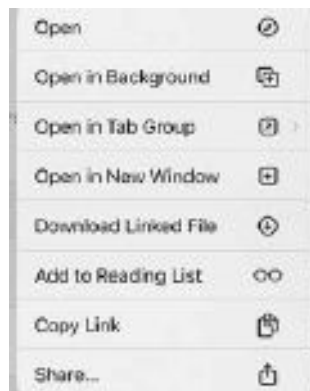 Open
Open in Background
Open in Tab Group
Open in New Window
Download Linked File
Add to Reading List
Copy Link
Share...